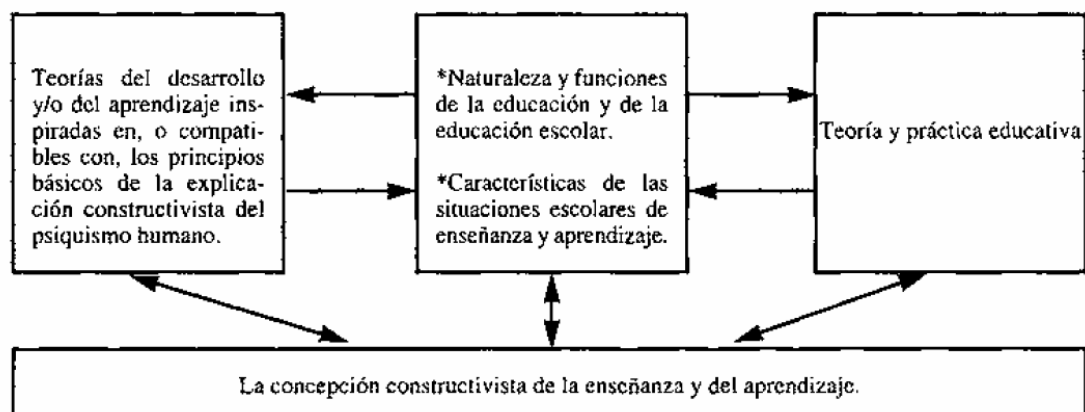 Teorías del desarrollo
y/o del aprendizaje ins-
piradas en, o compati-
bles con, los principios
básicos de la explica-
ción constructivista del
psiquismo humano.
*Naturaleza y funciones
de la educación y de la
educación escolar.
*Características de las
situaciones escolares de
enseñanza y aprendizaje.
Teoría y práctica educativa
La concepción constructivista de la enseñanza y del aprendizaje.